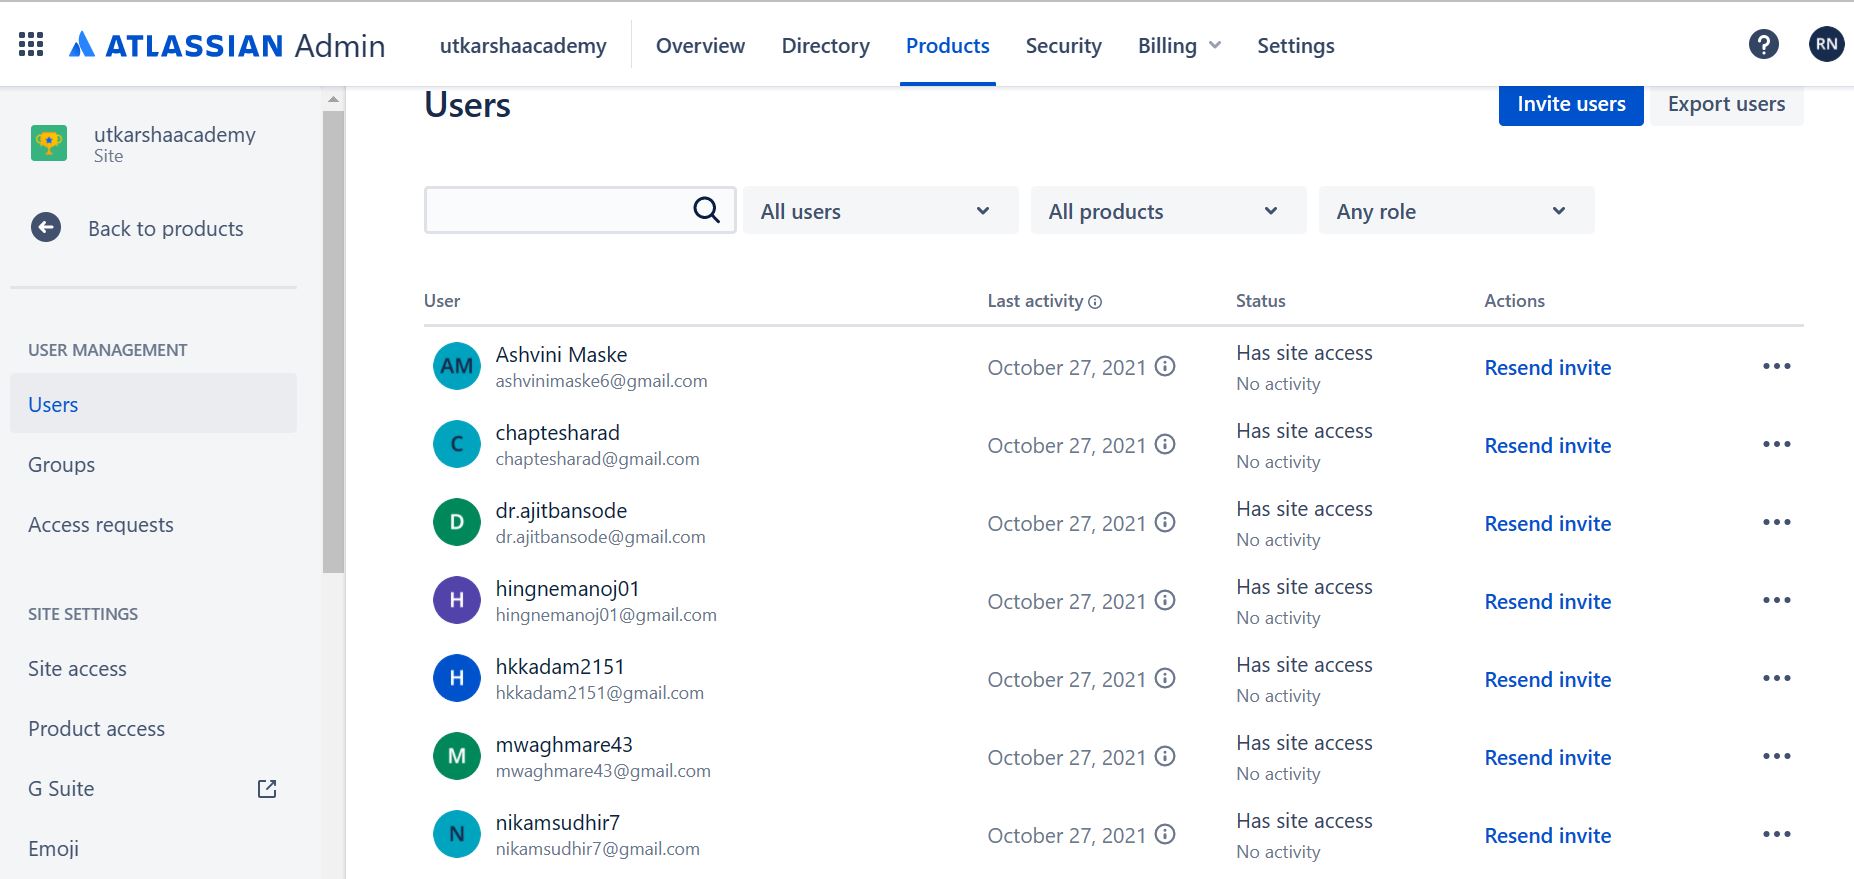 ATLASSIAN Admin utkarshaacademy Overview Directory Products Security Billing Settings ? RN
utkarshaacademy
Site
Back to products
USER MANAGEMENT
Users
Groups
Access requests
SITE SETTINGS
Site access
Product access
G Suite
Emoji
Users Invite users Export users
All users All products Any role
User Last activity Status Actions
AM Ashvini Maske
ashvinimaske6@gmail.com
October 27, 2021
Has site access
No activity
Resend invite
C chaptesharad
chaptesharad@gmail.com
October 27, 2021
Has site access
No activity
Resend invite
D dr.ajitbansode
dr.ajitbansode@gmail.com
October 27, 2021
Has site access
No activity
Resend invite
H hingnemanoj01
hingnemanoj01@gmail.com
October 27, 2021
Has site access
No activity
Resend invite
H hkkadam2151
hkkadam2151@gmail.com
October 27, 2021
Has site access
No activity
Resend invite
M mwaghmare43
mwaghmare43@gmail.com
October 27, 2021
Has site access
No activity
Resend invite
N nikamsudhir7
nikamsudhir7@gmail.com
October 27, 2021
Has site access
No activity
Resend invite